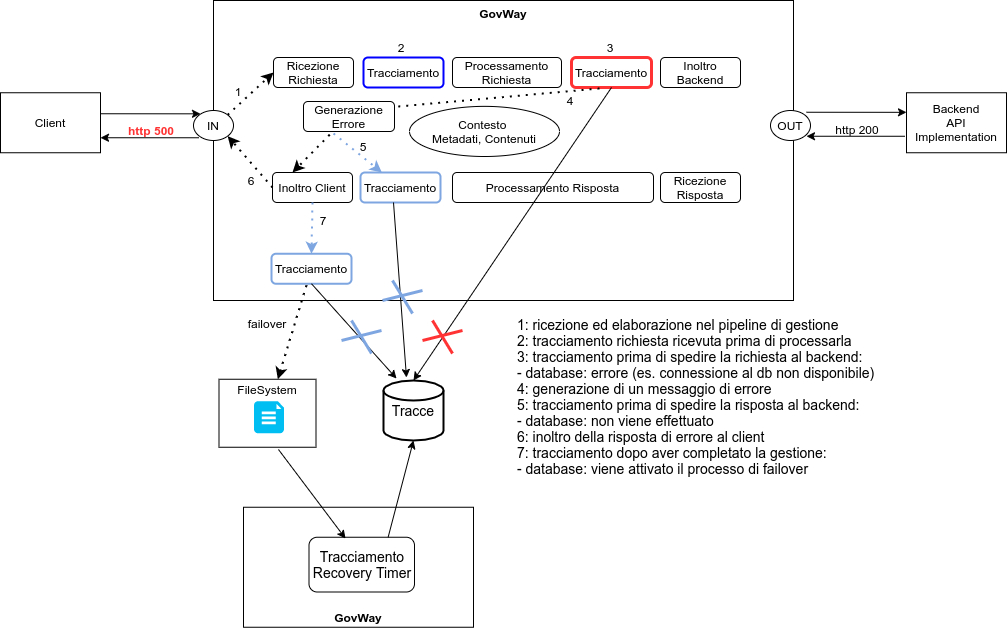 GovWay
2
3
Ricezione
Richiesta
Tracciamento
Processamento
Richiesta
Tracciamento
Inoltro
Backend
1
4
Client
http 500
IN
Generazione
Errore
Contesto
Metadati, Contenuti
OUT
http 200
Backend
API
Implementation
5
6
Inoltro Client
Tracciamento
Processamento Risposta
Ricezione
Risposta
7
Tracciamento
failover
1: ricezione ed elaborazione nel pipeline di gestione
2: tracciamento richiesta ricevuta prima di processarla
3: tracciamento prima di spedire la richiesta al backend:
- database: errore (es. connessione al db non disponibile)
4: generazione di un messaggio di errore
5: tracciamento prima di spedire la risposta al backend:
- database: non viene effettuato
6: inoltro della risposta di errore al client
7: tracciamento dopo aver completato la gestione:
- database: viene attivato il processo di failover
FileSystem
Tracce
Tracciamento
Recovery Timer
GovWay